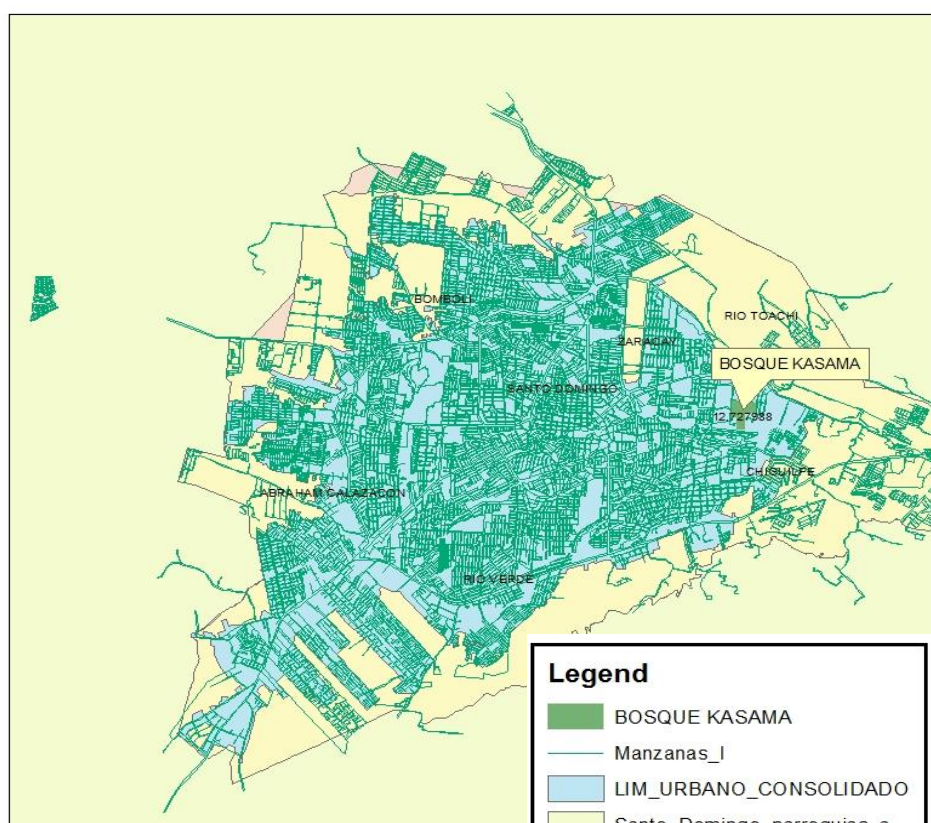 BOMBOLI
RIO TOACHI
ZARACAY
BOSQUE KASAMA
SANTO DOMINGO
12,727988
CHIGUILPE
ABRAHAM CALAZACON
RIO VERDE
Legend
BOSQUE KASAMA
Manzanas_l
LIM_URBANO_CONSOLIDADO